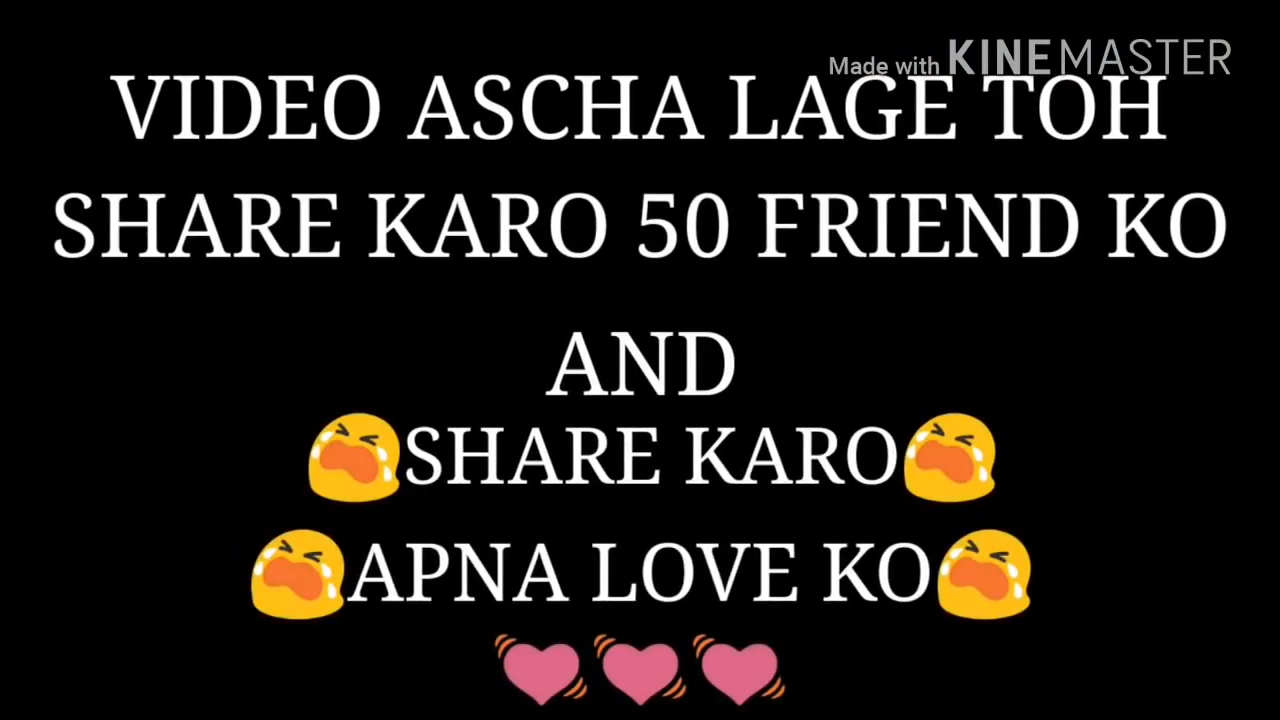 Made with KINEMASTER
VIDEO ASCHA LAGE TOH
SHARE KARO 50 FRIEND KO
AND
😭SHARE KARO😭
😭APNA LOVE KO😭
💓💓💓